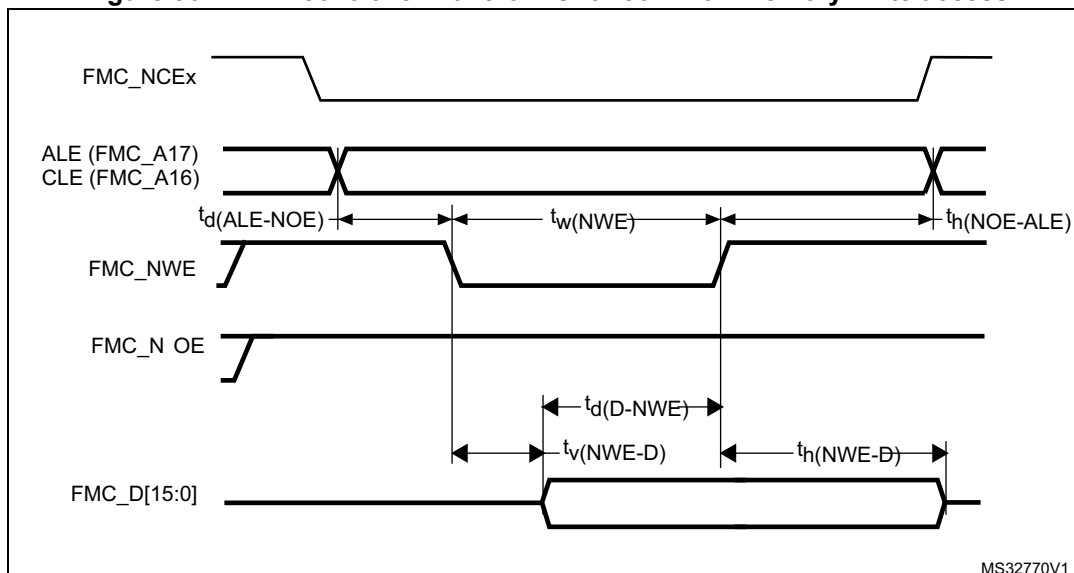 FMC_NCEx
ALE (FMC_A17)
CLE (FMC_A16)
td(ALE-NOE) tw(NWE) th(NOE-ALE)
FMC_NWE
FMC_N OE
td(D-NWE)
tv(NWE-D) th(NWE-D)
FMC_D[15:0]
MS32770V1